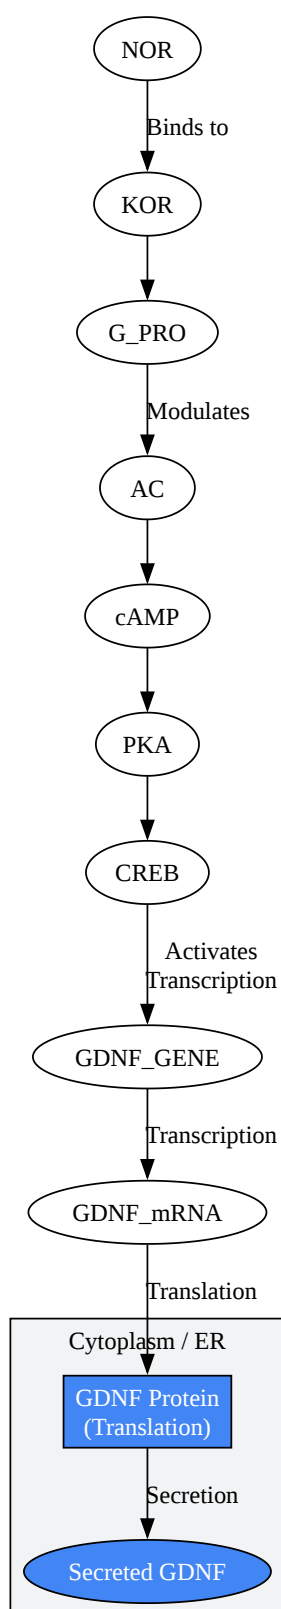 NOR
Binds to
KOR
G_PRO
Modulates
AC
cAMP
PKA
CREB
Activates
Transcription
GDNF_GENE
Transcription
GDNF_mRNA
Translation
Cytoplasm / ER
GDNF Protein
(Translation)
Secretion
Secreted GDNF